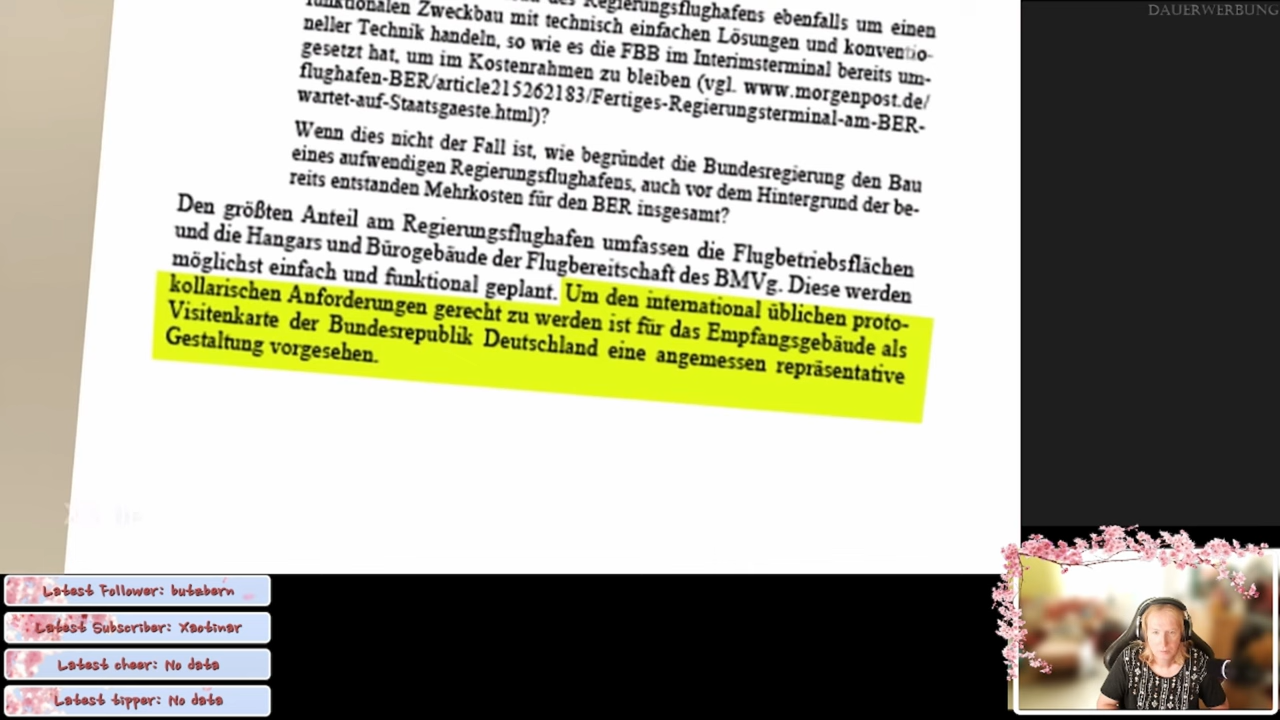 des Regierungsflughafens ebenfalls um einen
funktionalen Zweckbau mit technisch einfachen Lösungen und konventio-
neller Technik handeln, so wie es die FBB im Interimsterminal bereits um-
gesetzt hat, um im Kostenrahmen zu bleiben (vgl. www.morgenpost.de/
flughafen-BER/article215262183/Fertiges-Regierungsterminal-am-BER-
wartet-auf-Staatsgaeste.html)?
Wenn dies nicht der Fall ist, wie begründet die Bundesregierung den Bau
eines aufwendigen Regierungsflughafens, auch vor dem Hintergrund der be-
reits entstanden Mehrkosten für den BER insgesamt?
Den größten Anteil am Regierungsflughafen umfassen die Flugbetriebsflächen
und die Hangars und Bürogebäude der Flugbereitschaft des BMVg. Diese werden
möglichst einfach und funktional geplant. Um den international üblichen proto-
kollarischen Anforderungen gerecht zu werden ist für das Empfangsgebäude als
Visitenkarte der Bundesrepublik Deutschland eine angemessen repräsentative
Gestaltung vorgesehen.
DAUERWERBUNG
Latest Follower: butabern
Latest Subscriber: Xaotinar
Latest cheer: No data
Latest tipper: No data